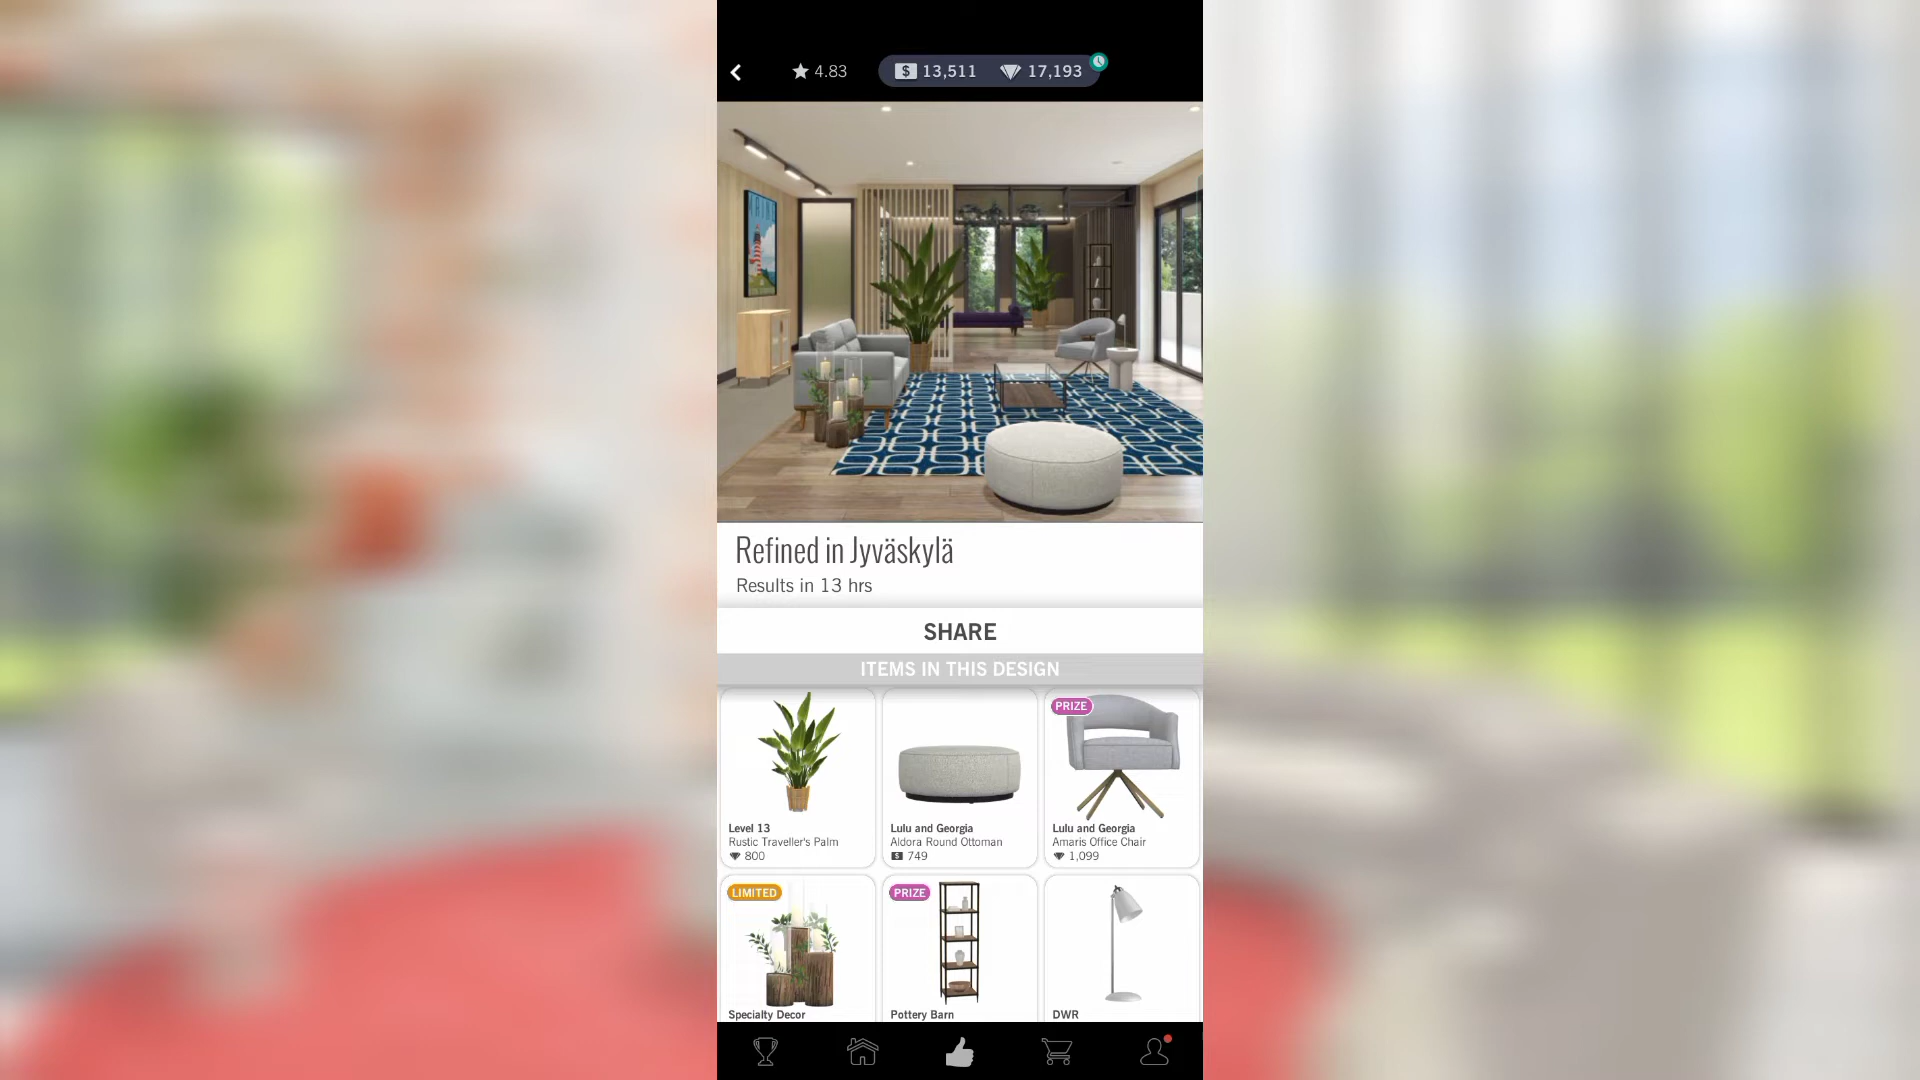 4.83
$ 13,511
17,193
MAINE
Refined in Jyväskylä
Results in 13 hrs
SHARE
ITEMS IN THIS DESIGN
Level 13
Rustic Traveller's Palm
800
Lulu and Georgia
Aldora Round Ottoman
$ 749
PRIZE
Lulu and Georgia
Amaris Office Chair
1,099
LIMITED
Specialty Decor
PRIZE
Pottery Barn
DWR